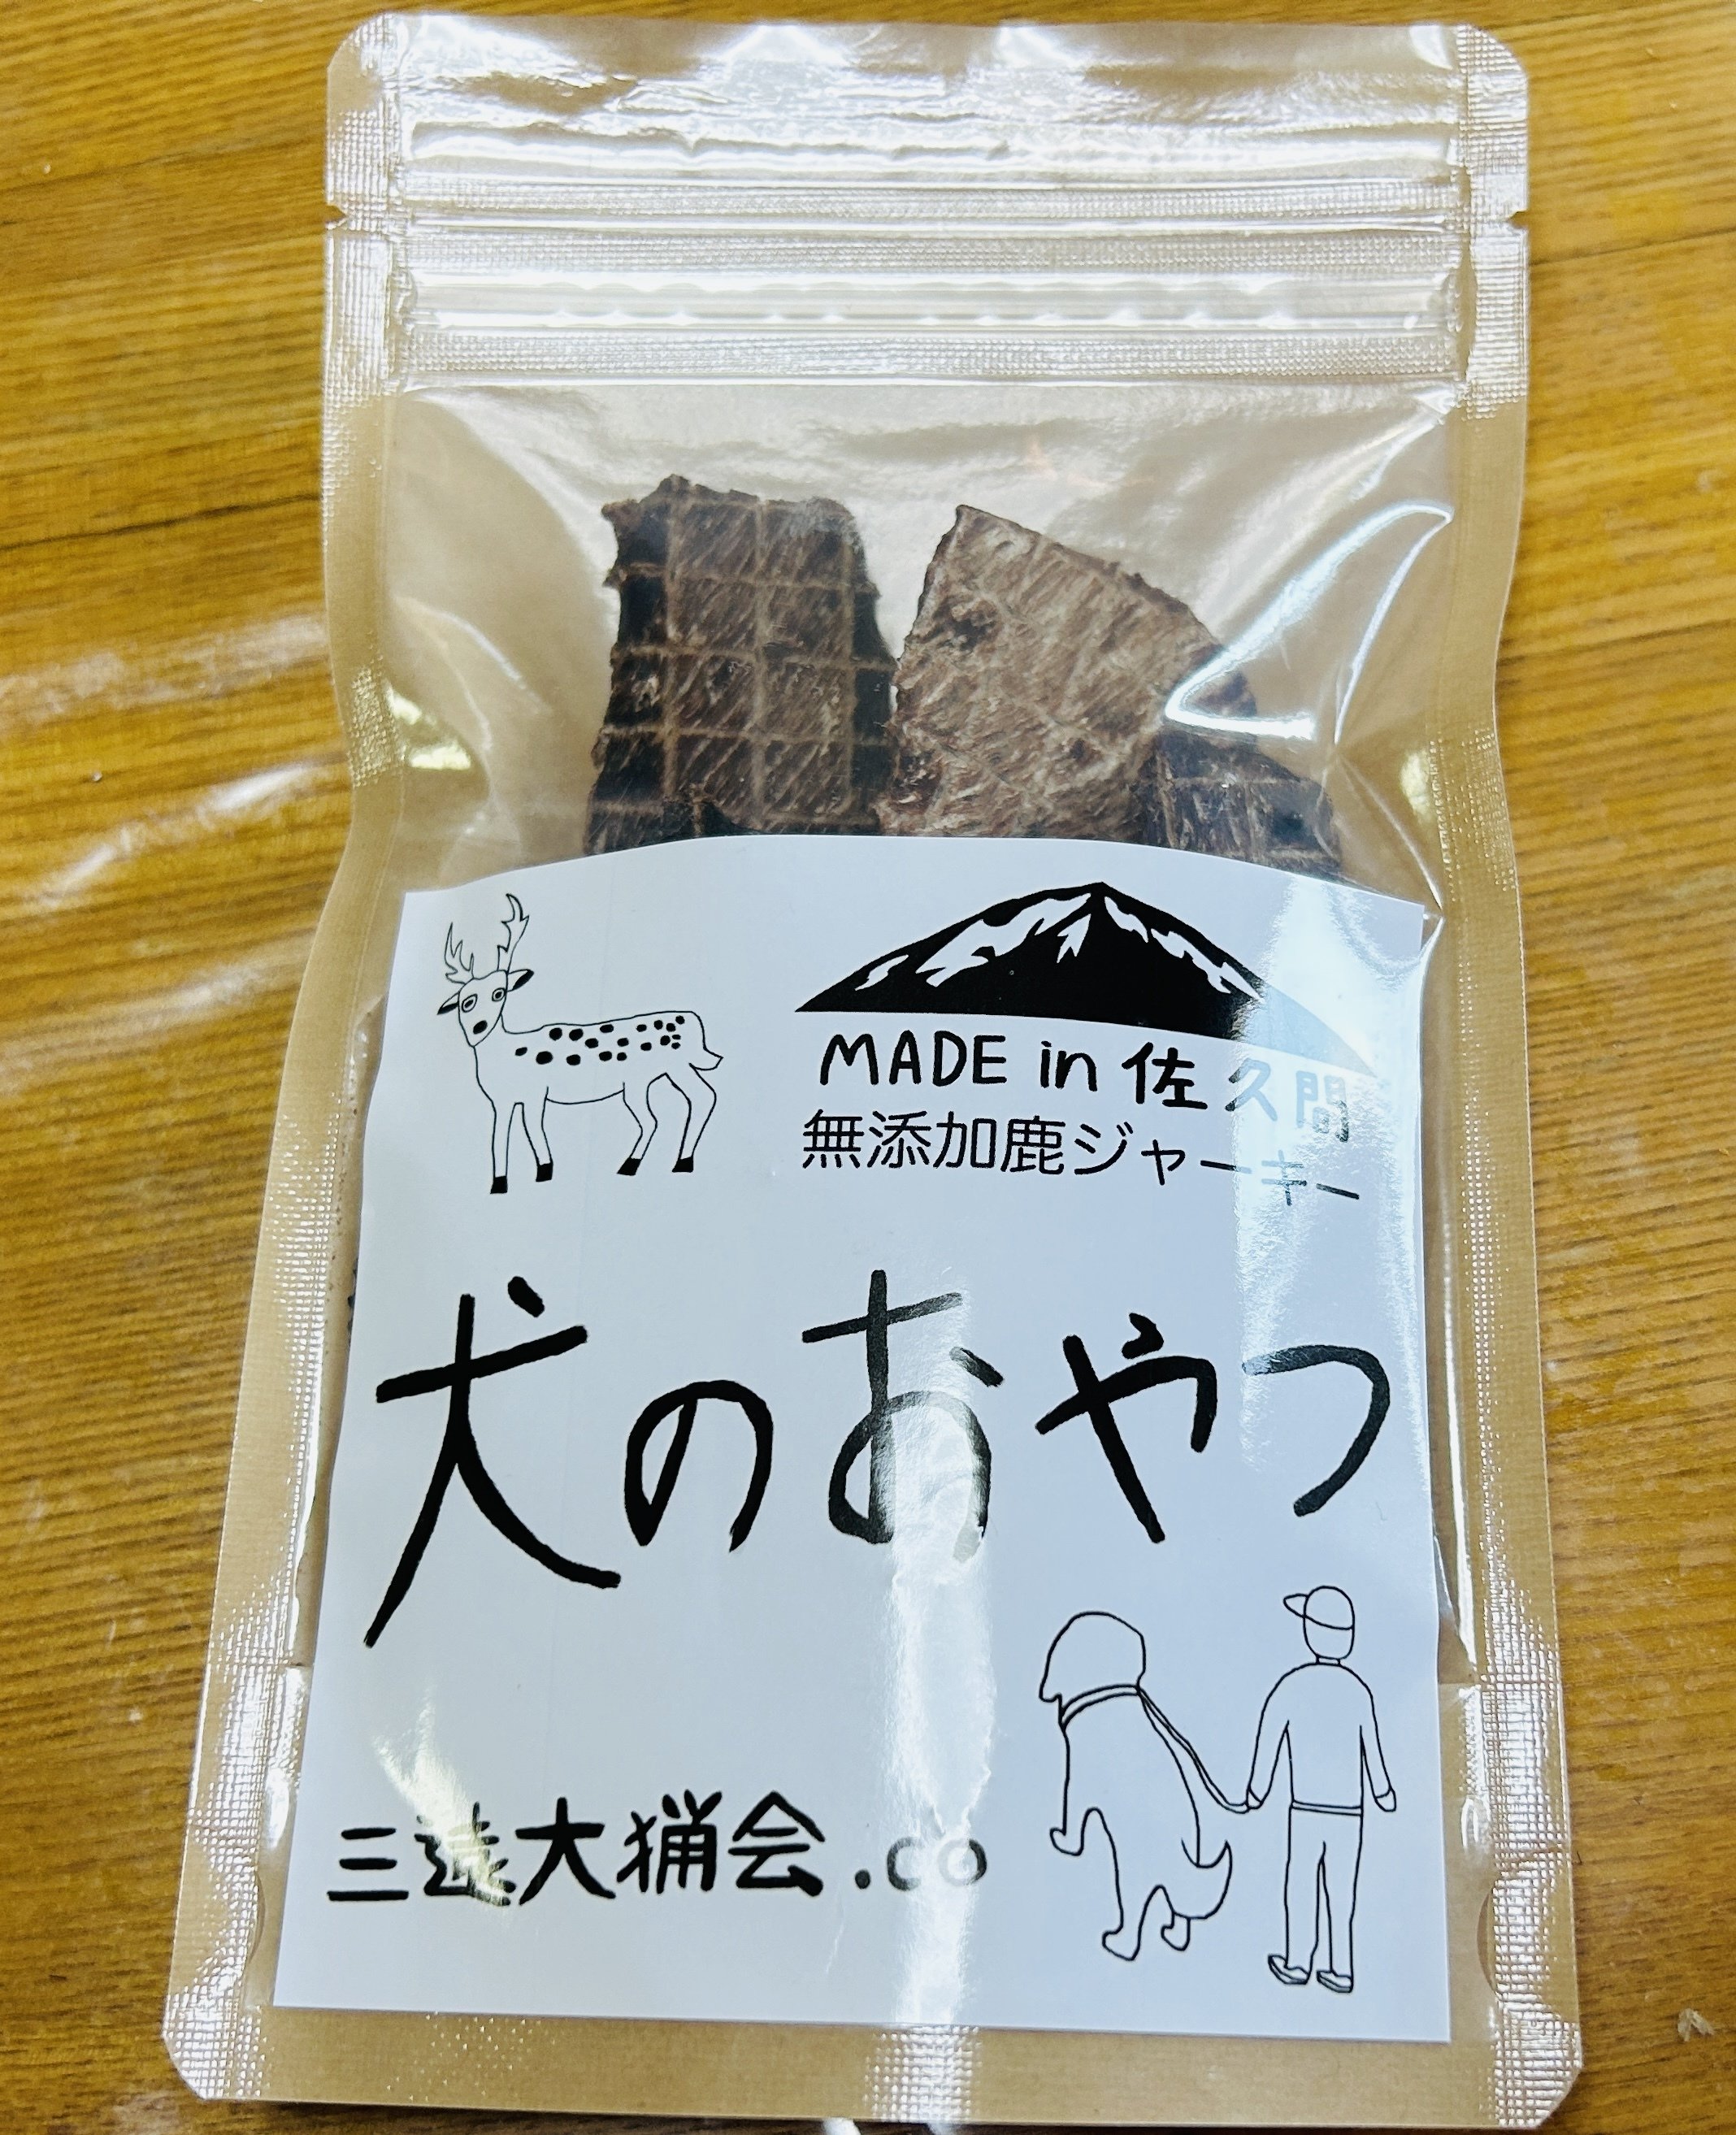 MADE in 佐久間
無添加鹿ジャーキー
犬のおやつ
三遠大猟会.co